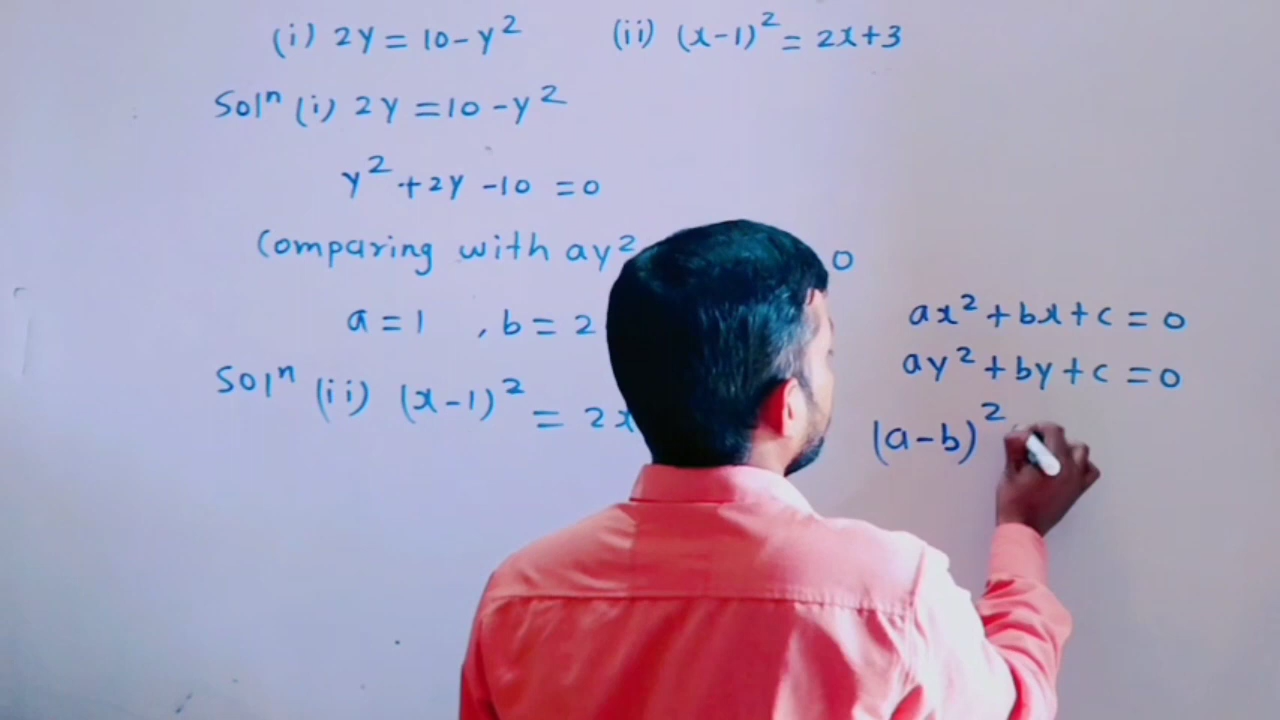 (i) 2y = 10 - y² (ii) (x-1)² = 2x+3
Solⁿ (i) 2y = 10 - y²
y² + 2y - 10 = 0
Comparing with ay² 0
a = 1 , b = 2
Solⁿ (ii) (x-1)² = 2x
ax² + bx + c = 0
ay² + by + c = 0
(a-b)²